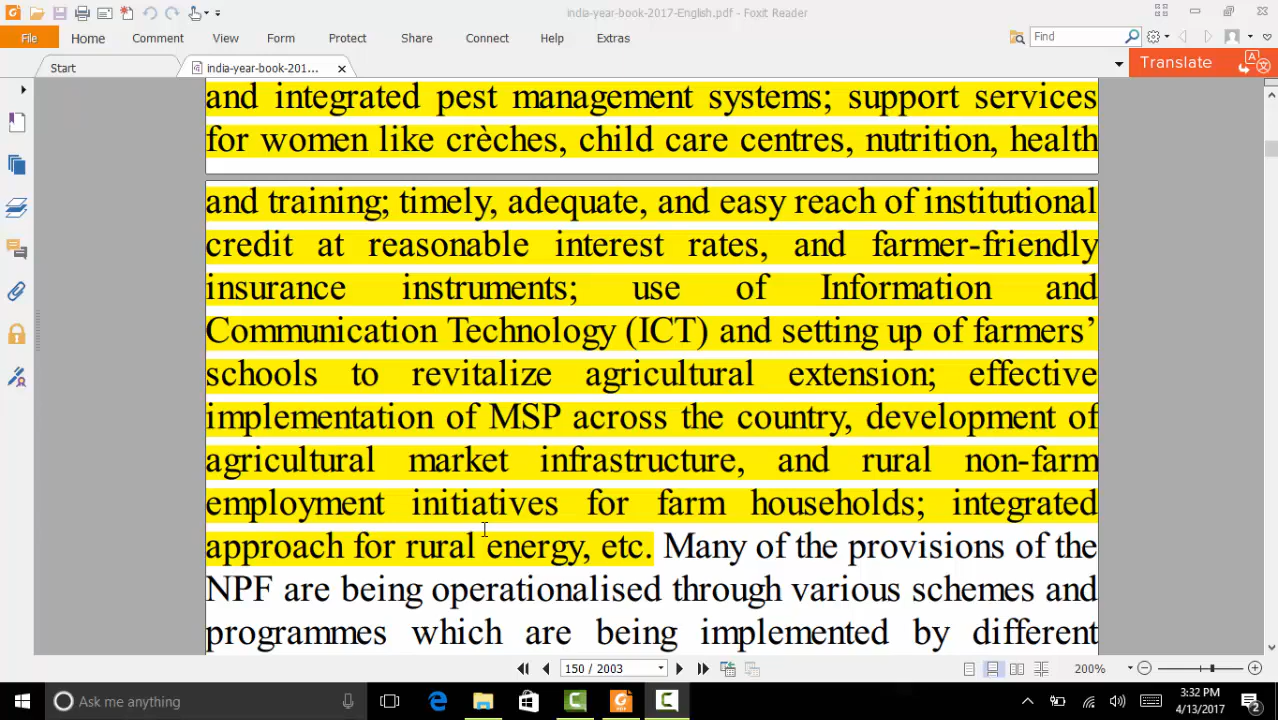 india-year-book-2017-English.pdf - Foxit Reader
File Home Comment View Form Protect Share Connect Help Extras Find
Start india-year-book-201... Translate
and integrated pest management systems; support services
for women like crèches, child care centres, nutrition, health
and training; timely, adequate, and easy reach of institutional
credit at reasonable interest rates, and farmer-friendly
insurance instruments; use of Information and
Communication Technology (ICT) and setting up of farmers’
schools to revitalize agricultural extension; effective
implementation of MSP across the country, development of
agricultural market infrastructure, and rural non-farm
employment initiatives for farm households; integrated
approach for rural energy, etc. Many of the provisions of the
NPF are being operationalised through various schemes and
programmes which are being implemented by different
150 / 2003 200%
Ask me anything 3:32 PM
4/13/2017 2